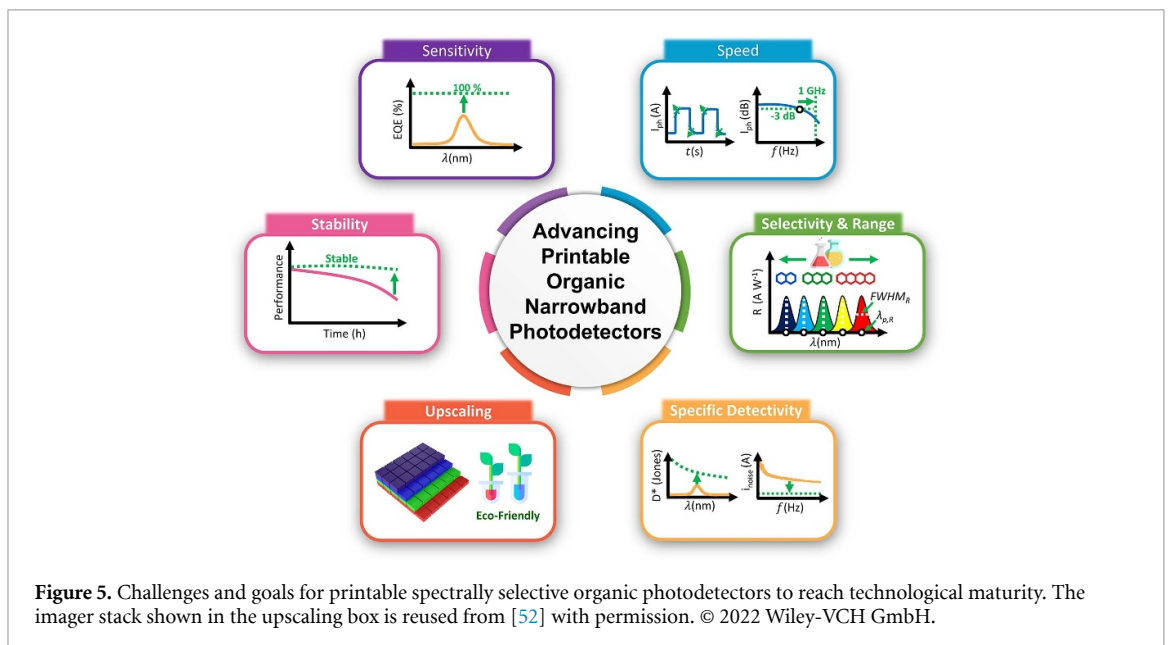 Sensitivity
100 %
EQE (%)
λ(nm)
Speed
I_ph (A)
t(s)
1 GHz
-3 dB
I_ph (dB)
f(Hz)
Stability
Stable
Performance
Time (h)
Advancing
Printable
Organic
Narrowband
Photodetectors
Selectivity & Range
R (A W⁻¹)
FWHM_R
λ_p,R
λ(nm)
Upscaling
Eco-Friendly
Specific Detectivity
D* (Jones)
λ(nm)
i_noise (A)
f(Hz)
Figure 5. Challenges and goals for printable spectrally selective organic photodetectors to reach technological maturity. The
imager stack shown in the upscaling box is reused from [52] with permission. © 2022 Wiley-VCH GmbH.